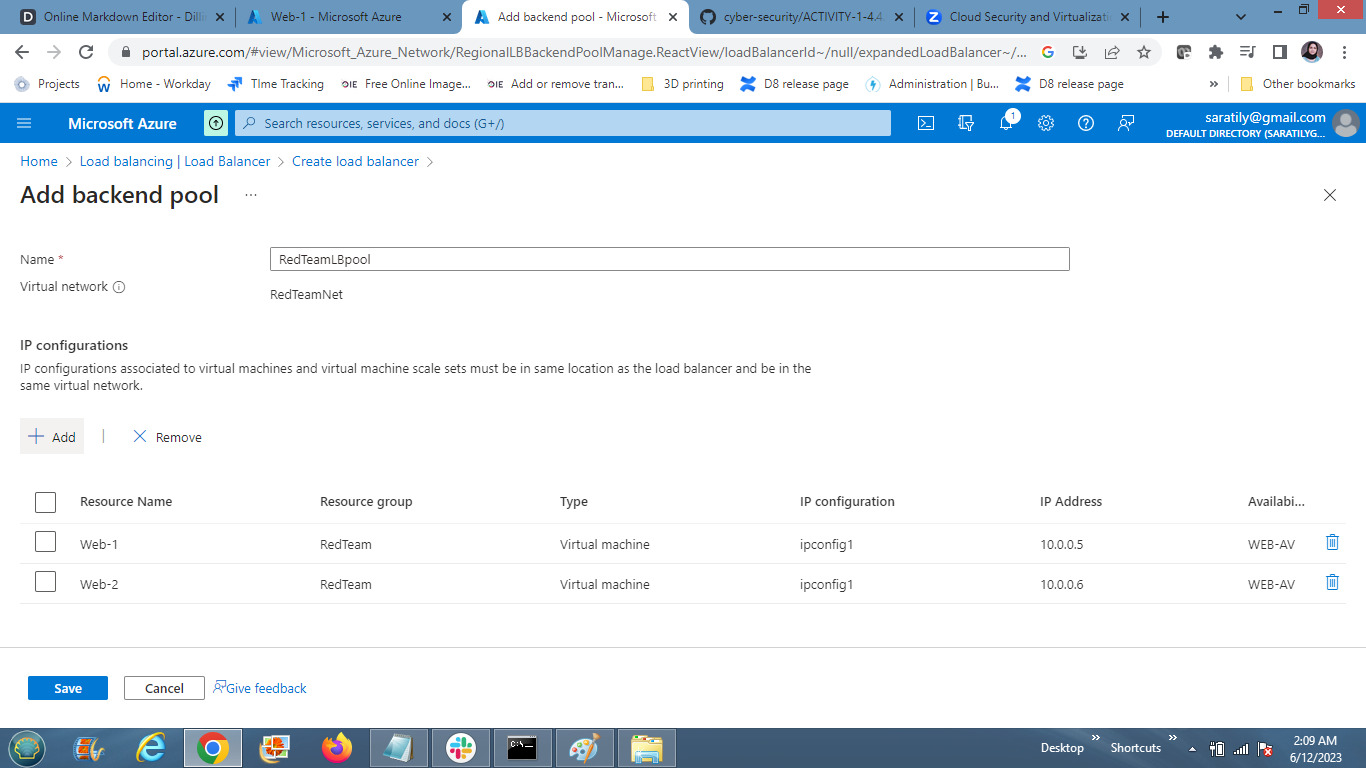 Online Markdown Editor - Dilli
Web-1 - Microsoft Azure
Add backend pool - Microsoft
cyber-security/ACTIVITY-1-4.4.
Cloud Security and Virtualizati
portal.azure.com/#view/Microsoft_Azure_Network/RegionalLBBackendPoolManage.ReactView/loadBalancerId~/null/expandedLoadBalancer~/...
Projects
Home - Workday
TIme Tracking
OIE Free Online Image...
OIE Add or remove tran...
3D printing
D8 release page
Administration | Bu...
D8 release page
»
Other bookmarks
Microsoft Azure
Search resources, services, and docs (G+/)
1
saratily@gmail.com
DEFAULT DIRECTORY (SARATILYG...
Home > Load balancing | Load Balancer > Create load balancer >
Add backend pool ...
Name *
RedTeamLBpool
Virtual network
RedTeamNet
IP configurations
IP configurations associated to virtual machines and virtual machine scale sets must be in same location as the load balancer and be in the
same virtual network.
+ Add | Remove
Resource Name Resource group Type IP configuration IP Address Availabi...
Web-1 RedTeam Virtual machine ipconfig1 10.0.0.5 WEB-AV
Web-2 RedTeam Virtual machine ipconfig1 10.0.0.6 WEB-AV
Save Cancel Give feedback
Desktop » Shortcuts »
2:09 AM
6/12/2023